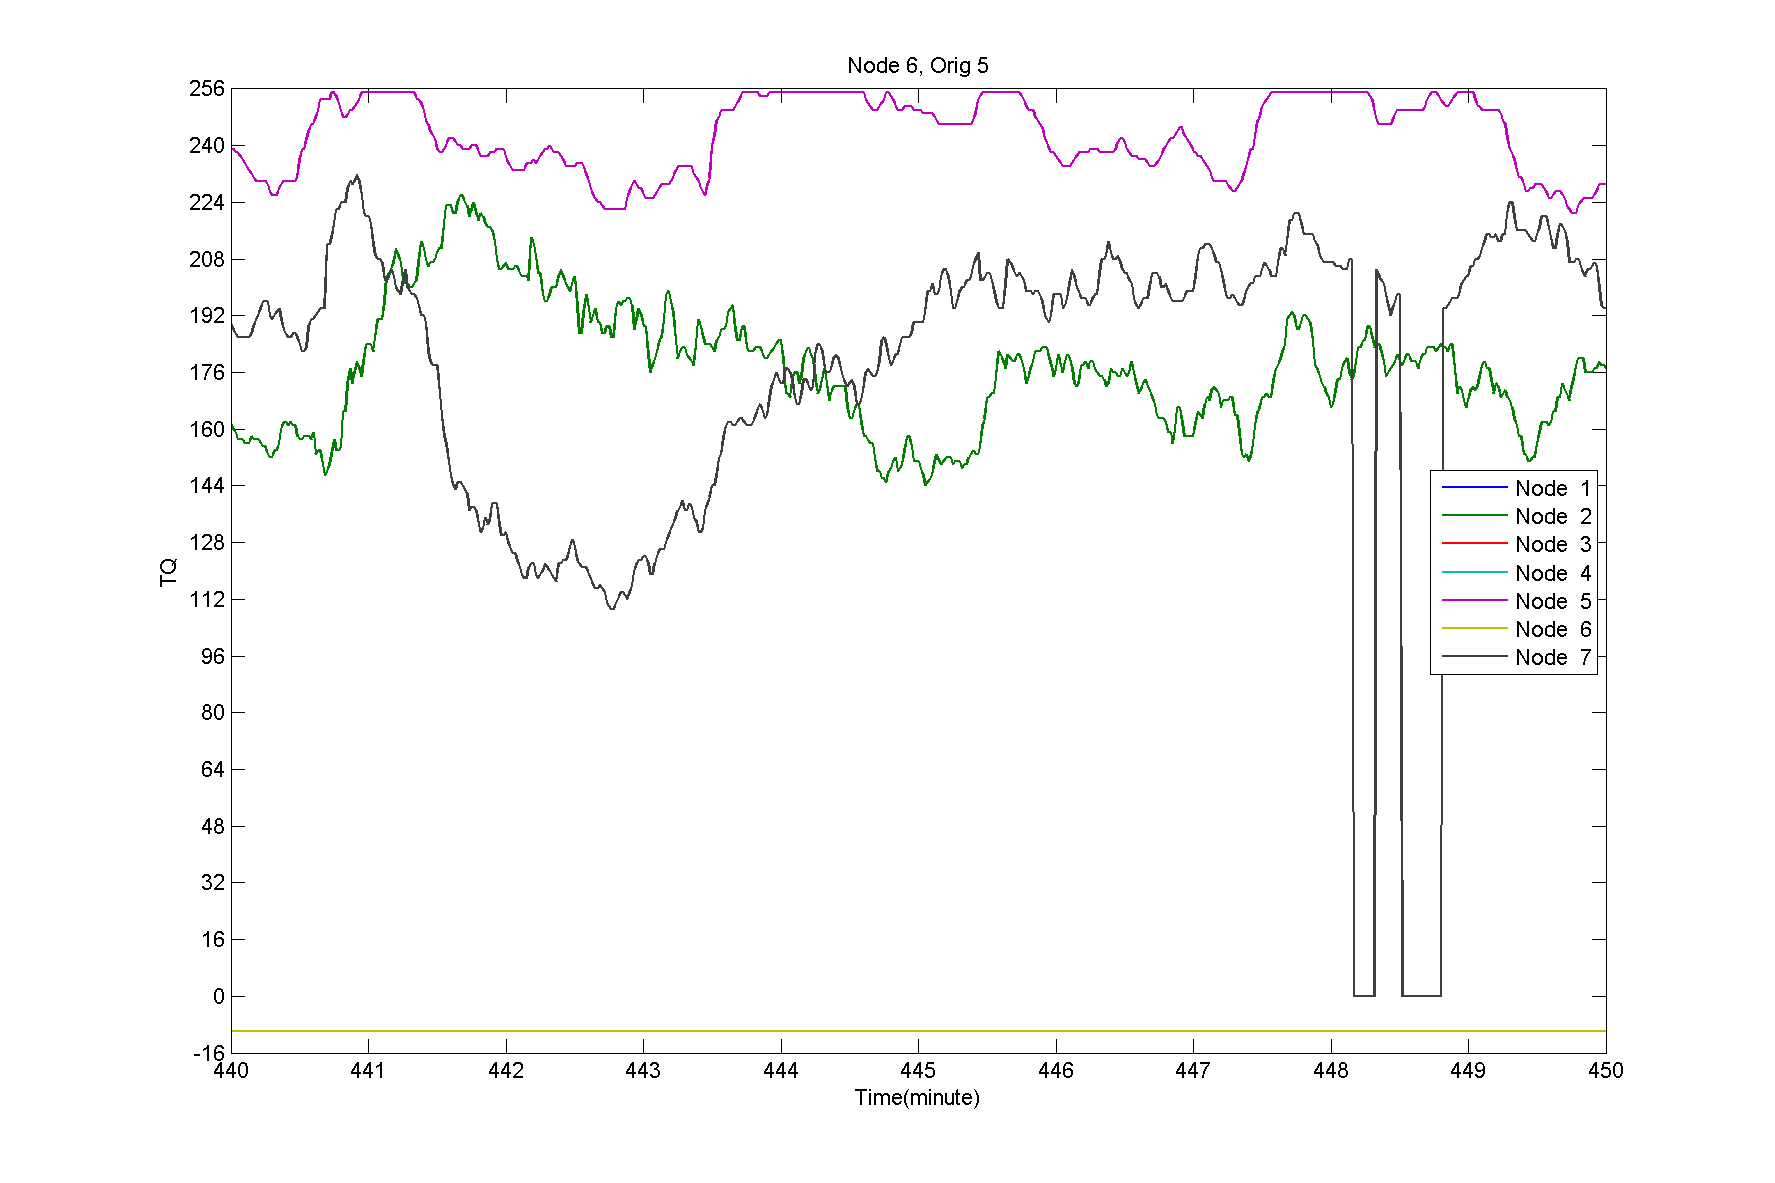 Node 6, Orig 5
256
240
224
208
192
176
160
144
128
112
96
80
64
48
32
16
0
-16
TQ
Node 1
Node 2
Node 3
Node 4
Node 5
Node 6
Node 7
440 441 442 443 444 445 446 447 448 449 450
Time(minute)